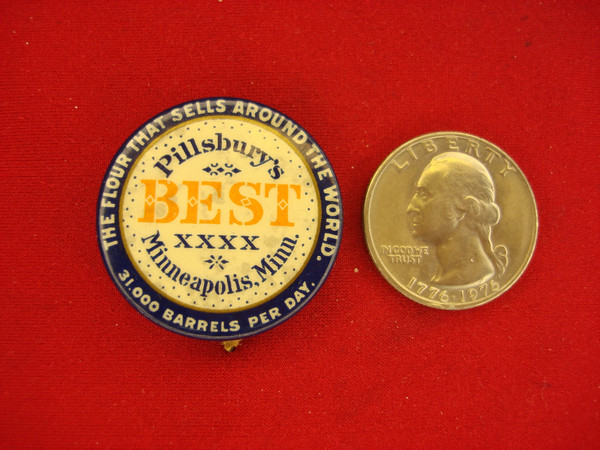 THE FLOUR THAT SELLS AROUND THE WORLD.
Pillsbury's
BEST
XXXX
Minneapolis, Minn.
31.000 BARRELS PER DAY.
LIBERTY
IN GOD WE
TRUST
1776-1976